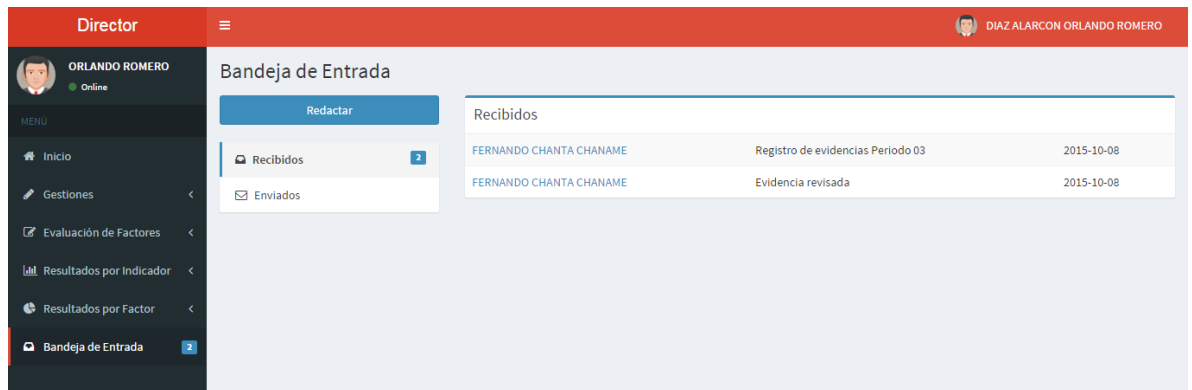 Director
DIAZ ALARCON ORLANDO ROMERO
ORLANDO ROMERO
Online
MENÚ
Inicio
Gestiones
Evaluación de Factores
Resultados por Indicador
Resultados por Factor
Bandeja de Entrada 2
Bandeja de Entrada
Redactar
Recibidos 2
Enviados
Recibidos
FERNANDO CHANTA CHANAME Registro de evidencias Periodo 03 2015-10-08
FERNANDO CHANTA CHANAME Evidencia revisada 2015-10-08